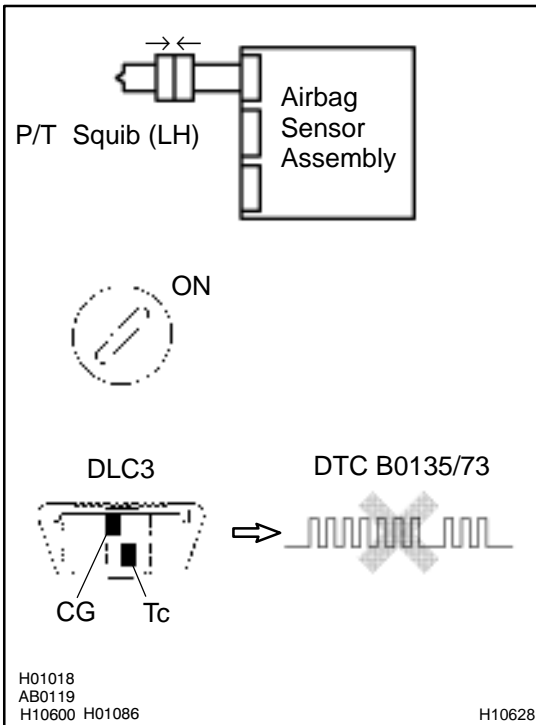 P/T Squib (LH)
Airbag
Sensor
Assembly
ON
DLC3
DTC B0135/73
CG
Tc
H01018
AB0119
H10600 H01086
H10628